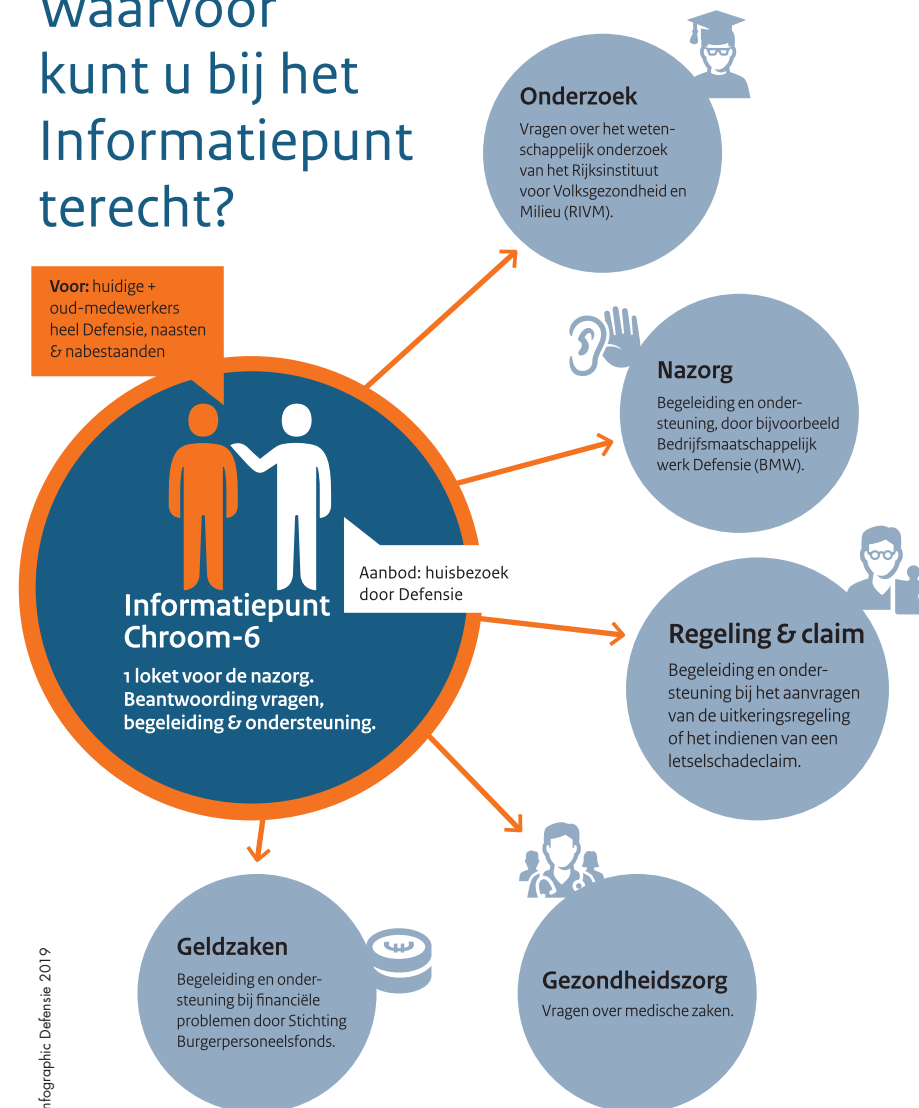 waarvoor
kunt u bij het
Informatiepunt
terecht?
Onderzoek
Vragen over het weten-
schappelijk onderzoek
van het Rijksinstituut
voor Volksgezondheid en
Milieu (RIVM).
Voor: huidige +
oud-medewerkers
heel Defensie, naasten
& nabestaanden
Nazorg
Begeleiding en onder-
steuning, door bijvoorbeeld
Bedrijfsmaatschappelijk
werk Defensie (BMW).
Aanbod: huisbezoek
door Defensie
Informatiepunt
Chroom-6
1 loket voor de nazorg.
Beantwoording vragen,
begeleiding & ondersteuning.
Regeling & claim
Begeleiding en onder-
steuning bij het aanvragen
van de uitkeringsregeling
of het indienen van een
letselschadeclaim.
Geldzaken
Begeleiding en onder-
steuning bij financiële
problemen door Stichting
Burgerpersoneelsfonds.
Gezondheidszorg
Vragen over medische zaken.
nfographic Defensie 2019